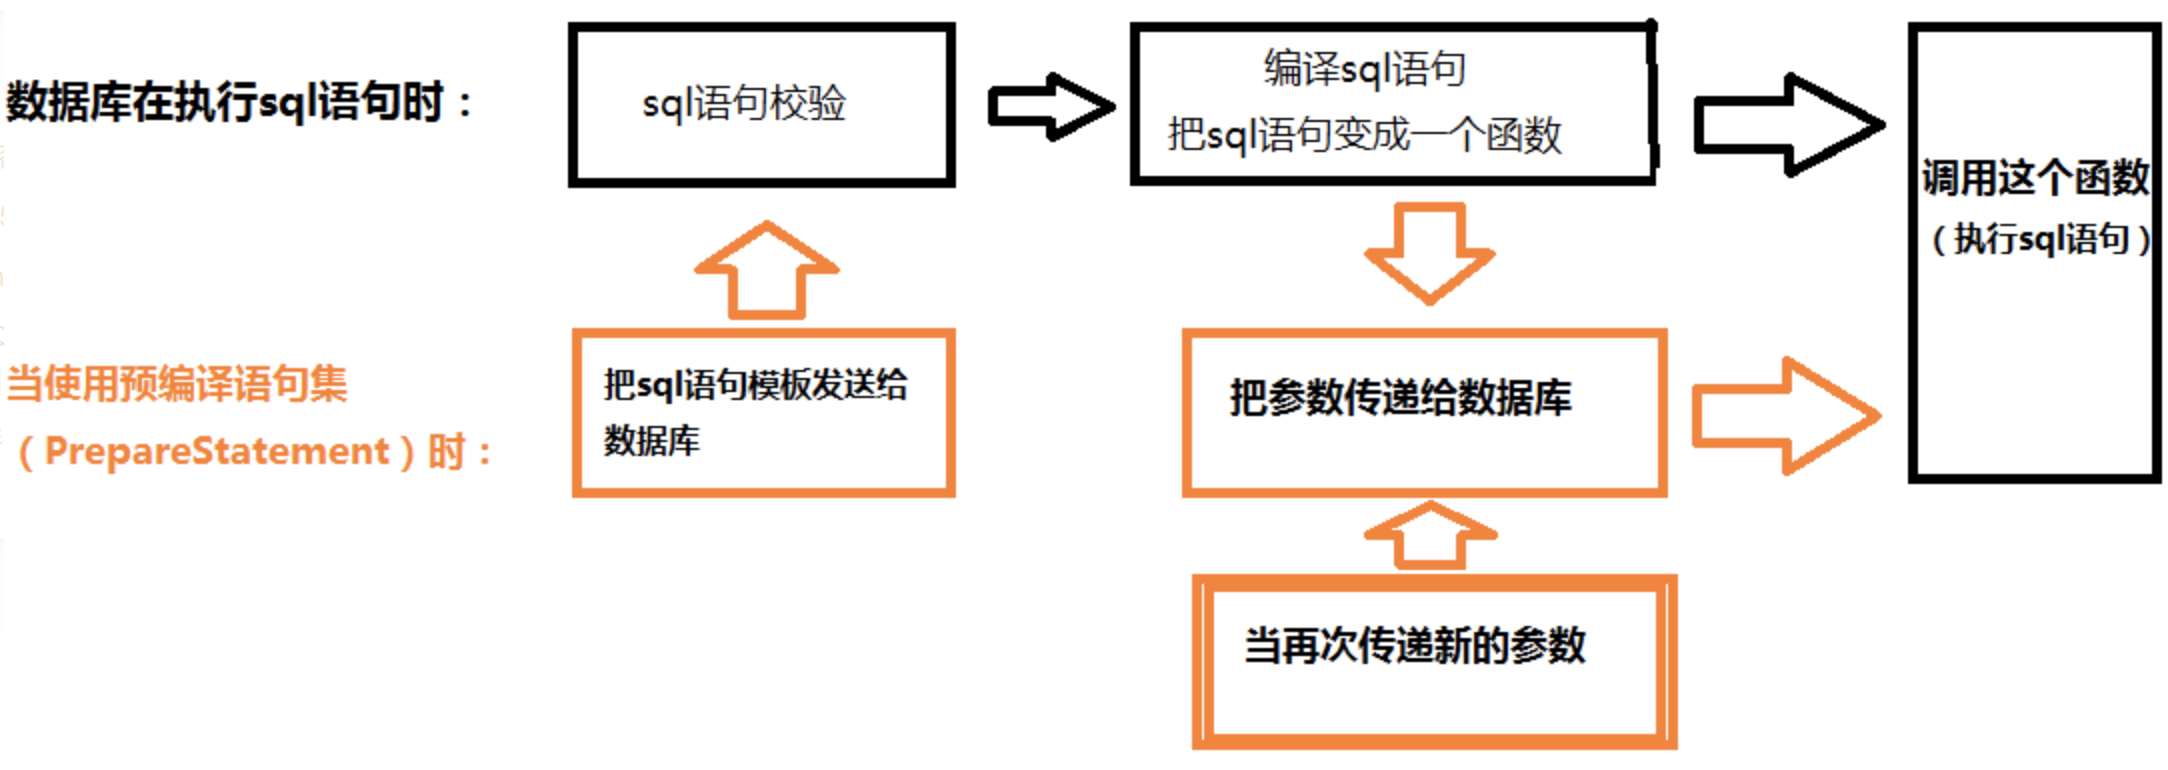 数据库在执行sql语句时：
sql语句校验
编译sql语句
把sql语句变成一个函数
调用这个函数
（执行sql语句）
当使用预编译语句集
（PrepareStatement）时：
把sql语句模板发送给
数据库
把参数传递给数据库
当再次传递新的参数